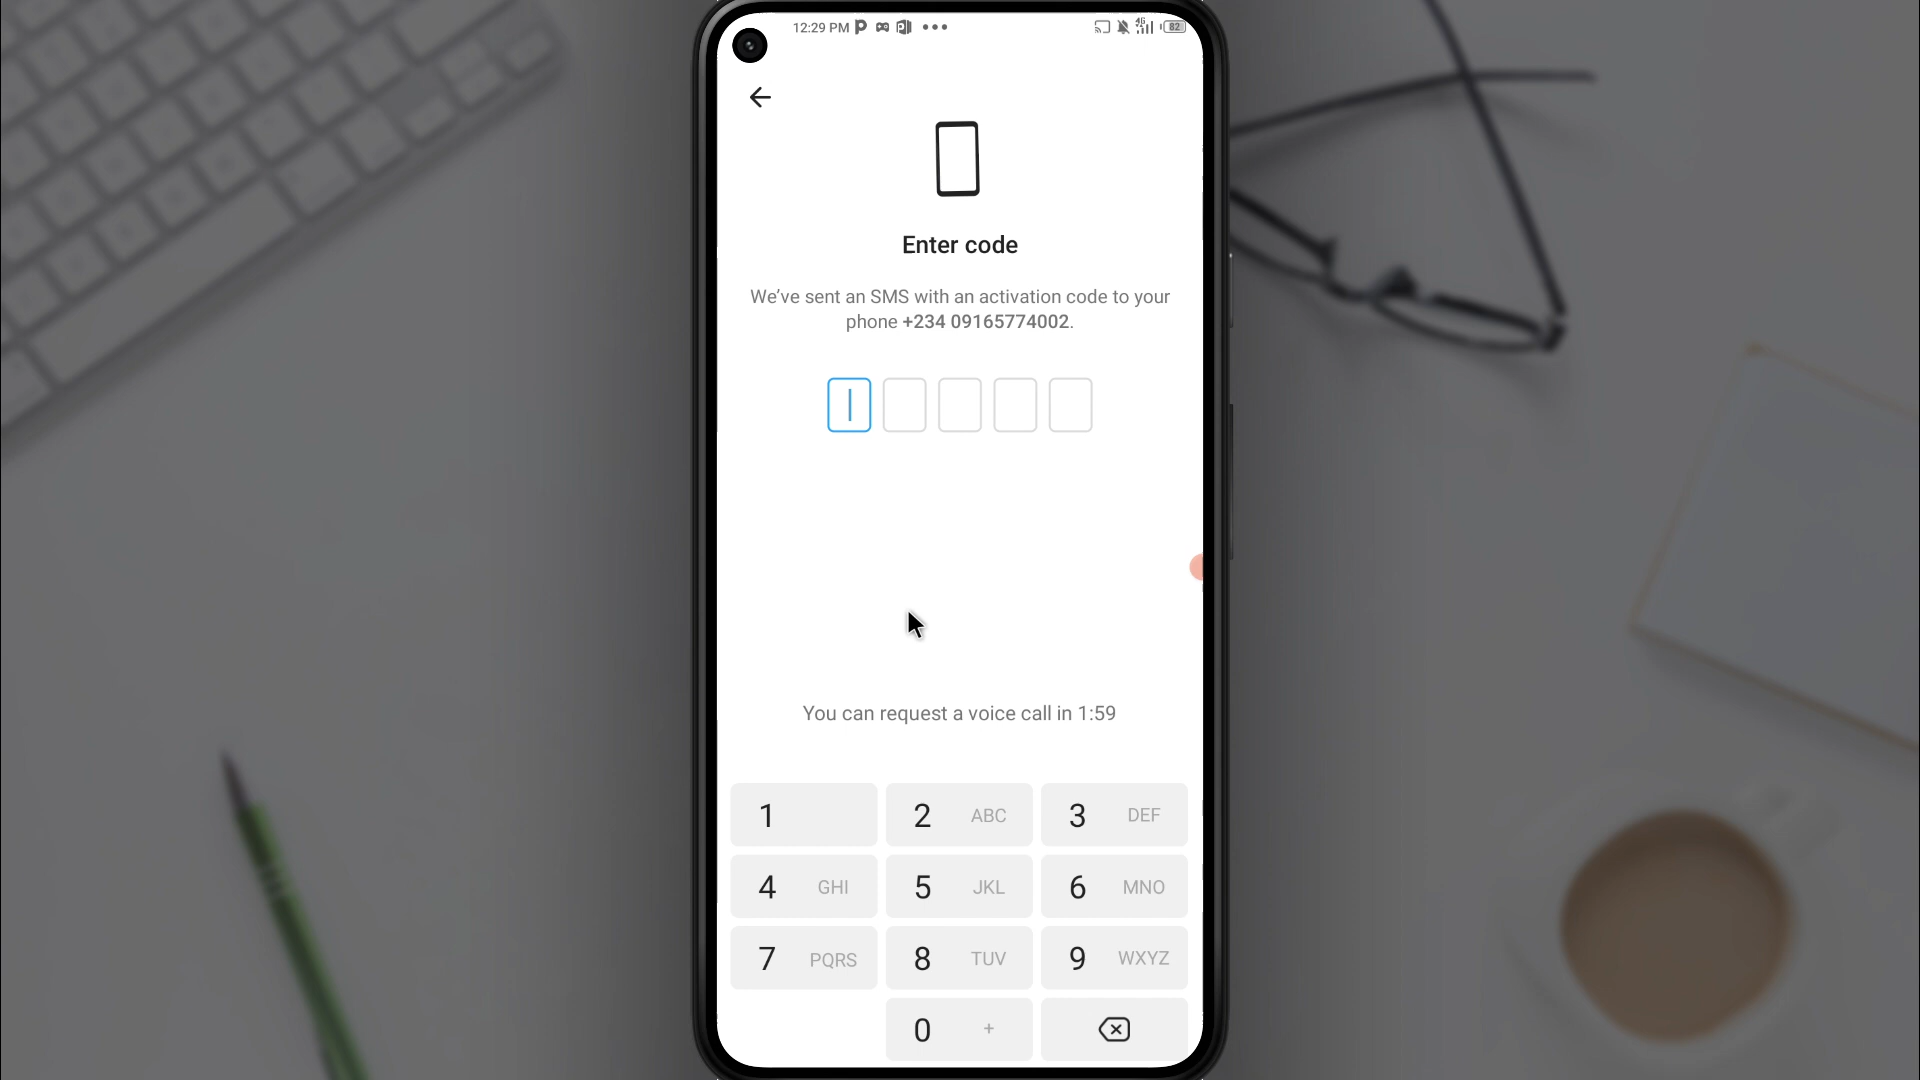 12:29 PM
4G
82
Enter code
We've sent an SMS with an activation code to your
phone +234 09165774002.
You can request a voice call in 1:59
1
2 ABC
3 DEF
4 GHI
5 JKL
6 MNO
7 PQRS
8 TUV
9 WXYZ
0 +